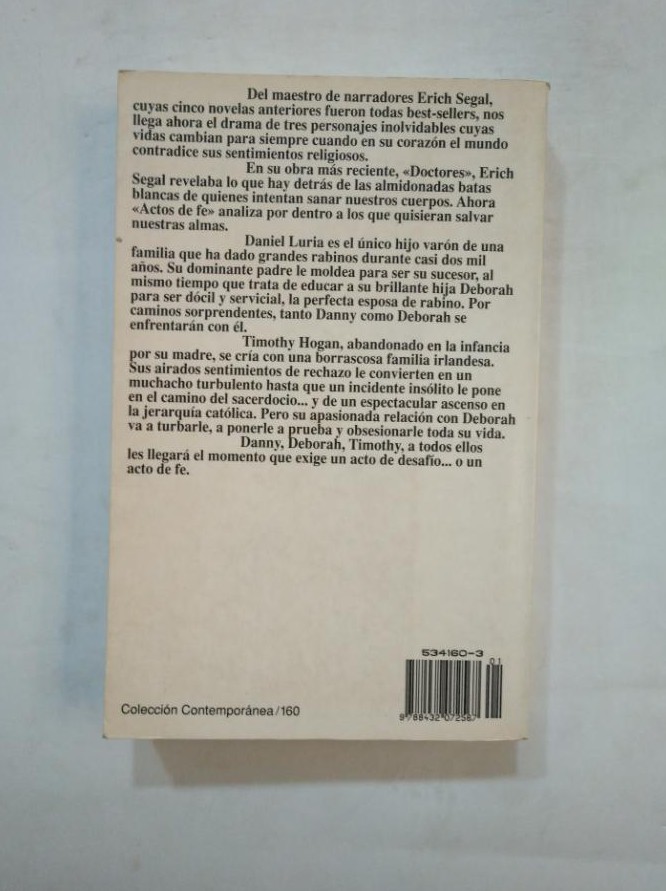 Del maestro de narradores Erich Segal,
cuyas cinco novelas anteriores fueron todas best-sellers, nos
llega ahora el drama de tres personajes inolvidables cuyas
vidas cambian para siempre cuando en su corazón el mundo
contradice sus sentimientos religiosos.
En su obra más reciente, «Doctores», Erich
Segal revelaba lo que hay detrás de las almidonadas batas
blancas de quienes intentan sanar nuestros cuerpos. Ahora
«Actos de fe» analiza por dentro a los que quisieran salvar
nuestras almas.
Daniel Luria es el único hijo varón de una
familia que ha dado grandes rabinos durante casi dos mil
años. Su dominante padre le moldea para ser su sucesor, al
mismo tiempo que trata de educar a su brillante hija Deborah
para ser dócil y servicial, la perfecta esposa de rabino. Por
caminos sorprendentes, tanto Danny como Deborah se
enfrentarán con él.
Timothy Hogan, abandonado en la infancia
por su madre, se cría con una borrascosa familia irlandesa.
Sus airados sentimientos de rechazo le convierten en un
muchacho turbulento hasta que un incidente insólito le pone
en el camino del sacerdocio... y de un espectacular ascenso en
la jerarquía católica. Pero su apasionada relación con Deborah
va a turbarle, a ponerle a prueba y obsesionarle toda su vida.
Danny, Deborah, Timothy, a todos ellos
les llegará el momento que exige un acto de desafío... o un
acto de fe.
534160-3
01
9 788432 072567
Colección Contemporánea/160